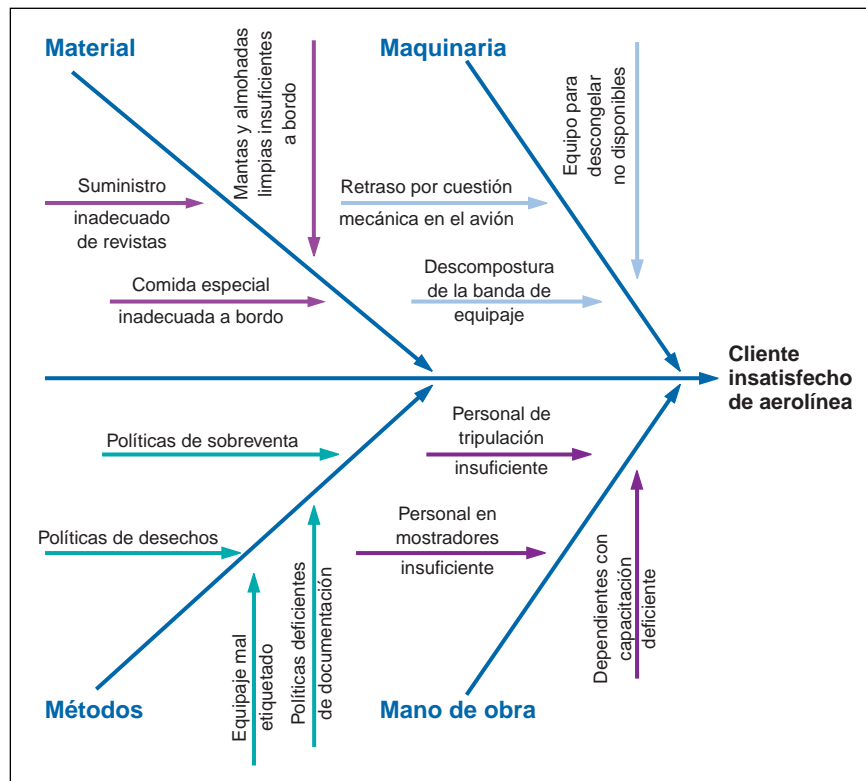 Material
Mantas y almohadas
limpias insuficientes
a bordo
Suministro
inadecuado
de revistas
Comida especial
inadecuada a bordo
Maquinaria
Equipo para
descongelar
no disponibles
Retraso por cuestión
mecánica en el avión
Descompostura
de la banda de
equipaje
Cliente
insatisfecho
de aerolínea
Políticas de sobreventa
Políticas de desechos
Equipaje mal
etiquetado
Políticas deficientes
de documentación
Métodos
Personal de
tripulación
insuficiente
Personal en
mostradores
insuficiente
Dependientes con
capacitación
deficiente
Mano de obra